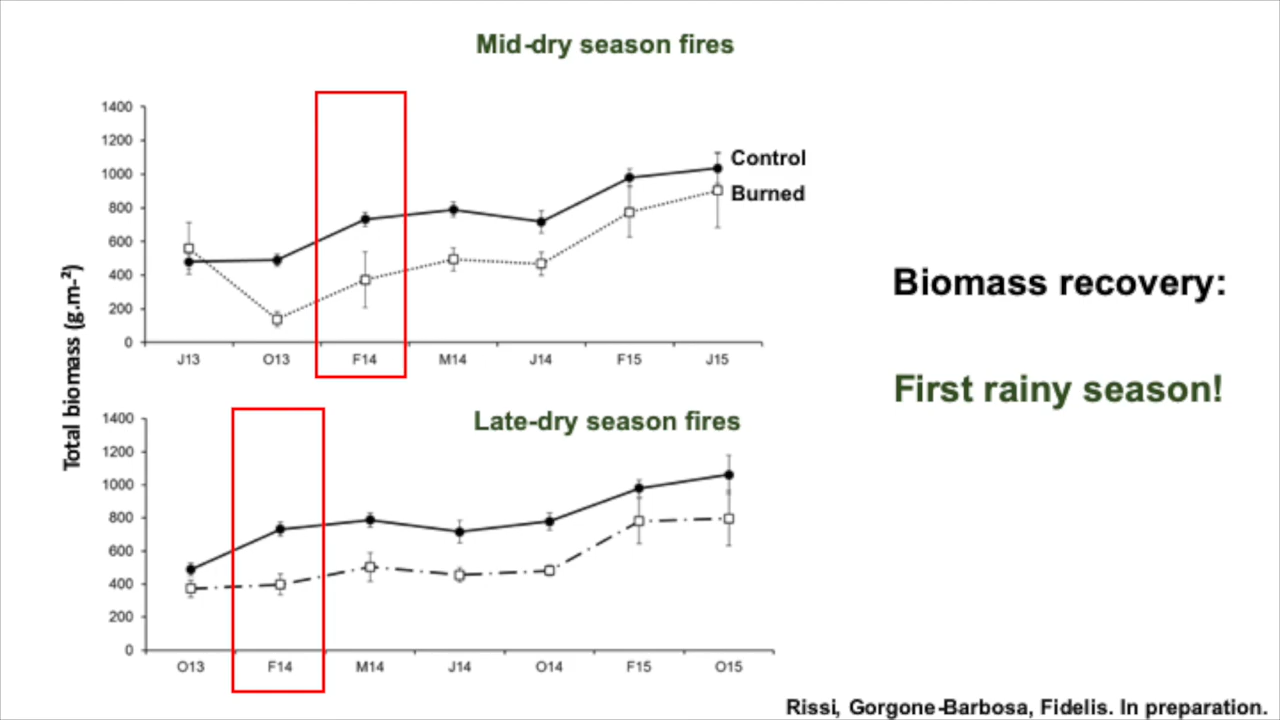 Mid-dry season fires
1400
1200
1000
800
600
400
200
0
Control
Burned
J13 O13 F14 M14 J14 F15 J15
Total biomass (g.m-²)
Biomass recovery:
First rainy season!
Late-dry season fires
1400
1200
1000
800
600
400
200
0
O13 F14 M14 J14 O14 F15 O15
Rissi, Gorgone-Barbosa, Fidelis. In preparation.